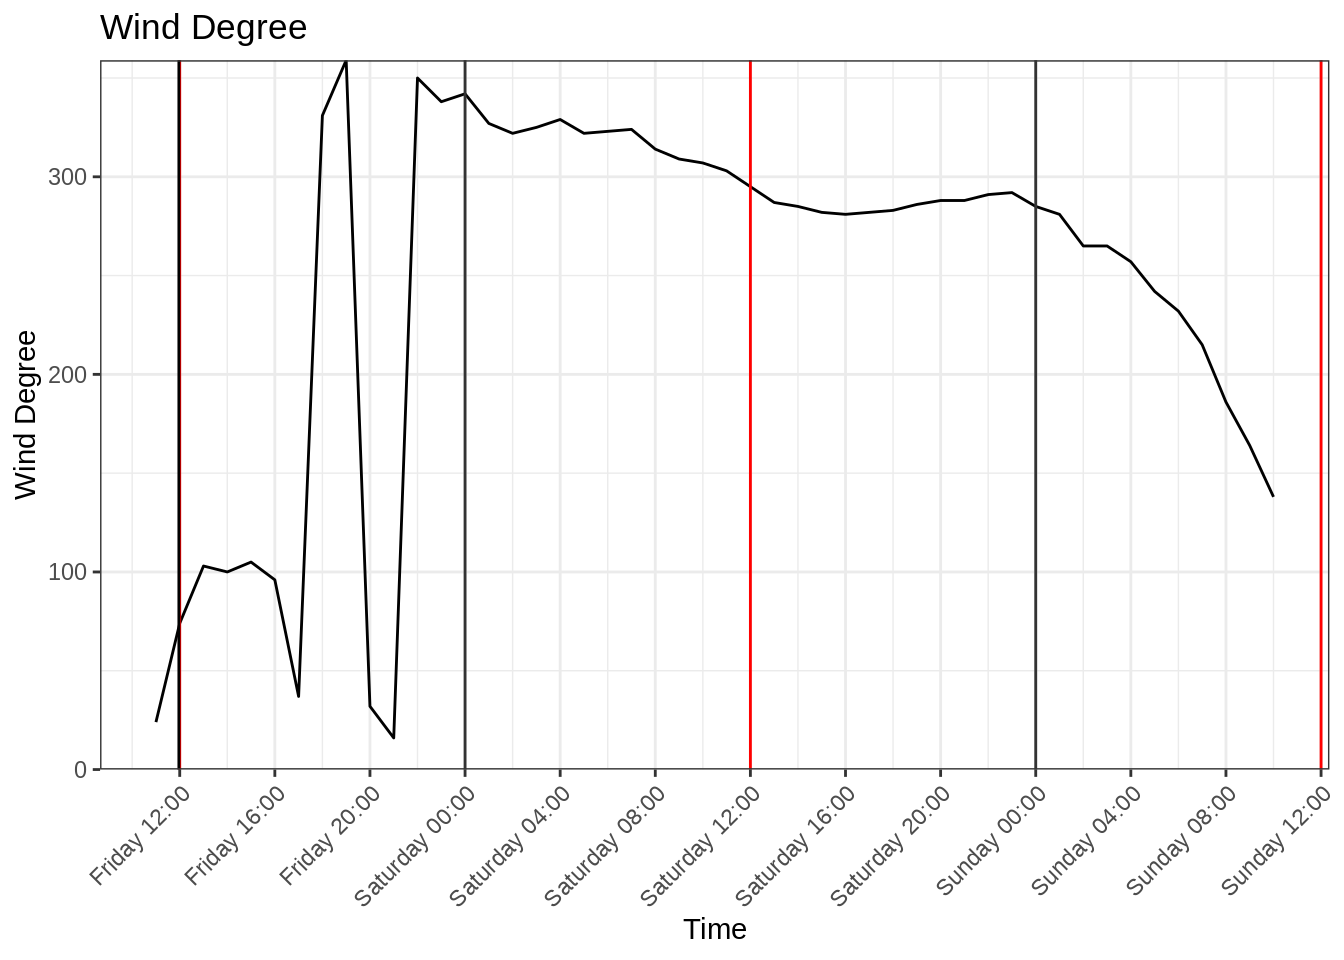 Wind Degree
Wind Degree
300
200
100
0
Friday 12:00
Friday 16:00
Friday 20:00
Saturday 00:00
Saturday 04:00
Saturday 08:00
Saturday 12:00
Saturday 16:00
Saturday 20:00
Sunday 00:00
Sunday 04:00
Sunday 08:00
Sunday 12:00
Time